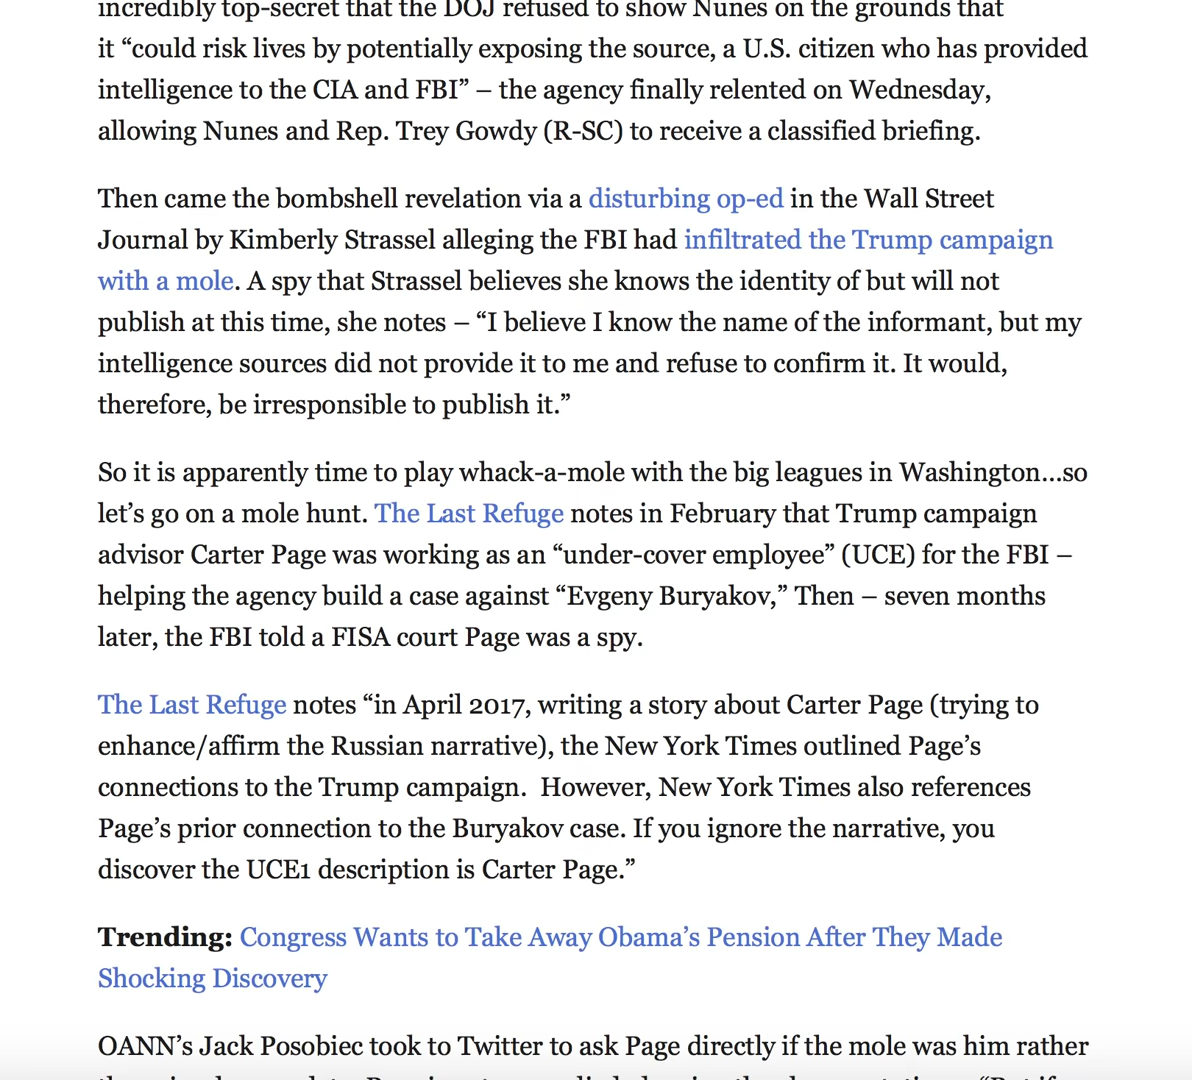 incredibly top-secret that the DOJ refused to show Nunes on the grounds that
it “could risk lives by potentially exposing the source, a U.S. citizen who has provided
intelligence to the CIA and FBI” – the agency finally relented on Wednesday,
allowing Nunes and Rep. Trey Gowdy (R-SC) to receive a classified briefing.
Then came the bombshell revelation via a disturbing op-ed in the Wall Street
Journal by Kimberly Strassel alleging the FBI had infiltrated the Trump campaign
with a mole. A spy that Strassel believes she knows the identity of but will not
publish at this time, she notes – “I believe I know the name of the informant, but my
intelligence sources did not provide it to me and refuse to confirm it. It would,
therefore, be irresponsible to publish it.”
So it is apparently time to play whack-a-mole with the big leagues in Washington...so
let’s go on a mole hunt. The Last Refuge notes in February that Trump campaign
advisor Carter Page was working as an “under-cover employee” (UCE) for the FBI –
helping the agency build a case against “Evgeny Buryakov,” Then – seven months
later, the FBI told a FISA court Page was a spy.
The Last Refuge notes “in April 2017, writing a story about Carter Page (trying to
enhance/affirm the Russian narrative), the New York Times outlined Page’s
connections to the Trump campaign.  However, New York Times also references
Page’s prior connection to the Buryakov case. If you ignore the narrative, you
discover the UCE1 description is Carter Page.”
Trending: Congress Wants to Take Away Obama’s Pension After They Made
Shocking Discovery
OANN’s Jack Posobiec took to Twitter to ask Page directly if the mole was him rather